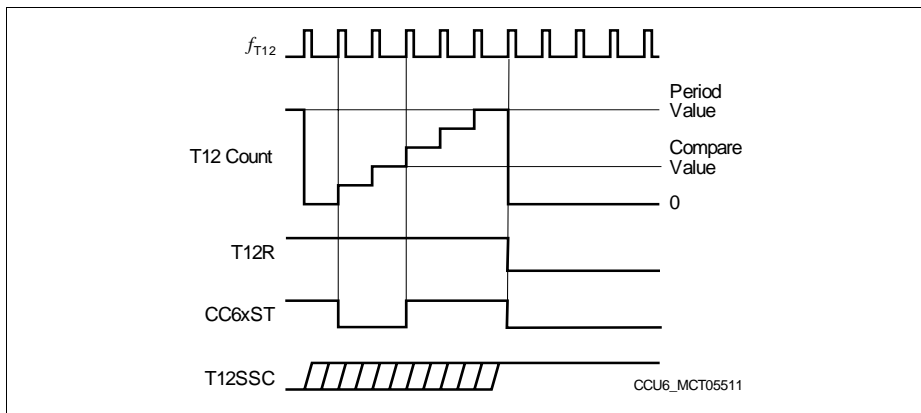 fT12
Period
Value
T12 Count
Compare
Value
0
T12R
CC6xST
T12SSC
CCU6_MCT05511